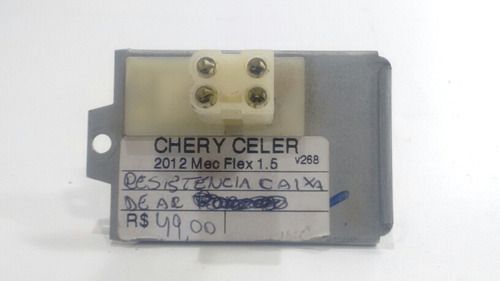 CHERY CELER
2012 Mec Flex 1.5 v268
RESISTENCIA CAIXA
DE AR
R$ 49,00